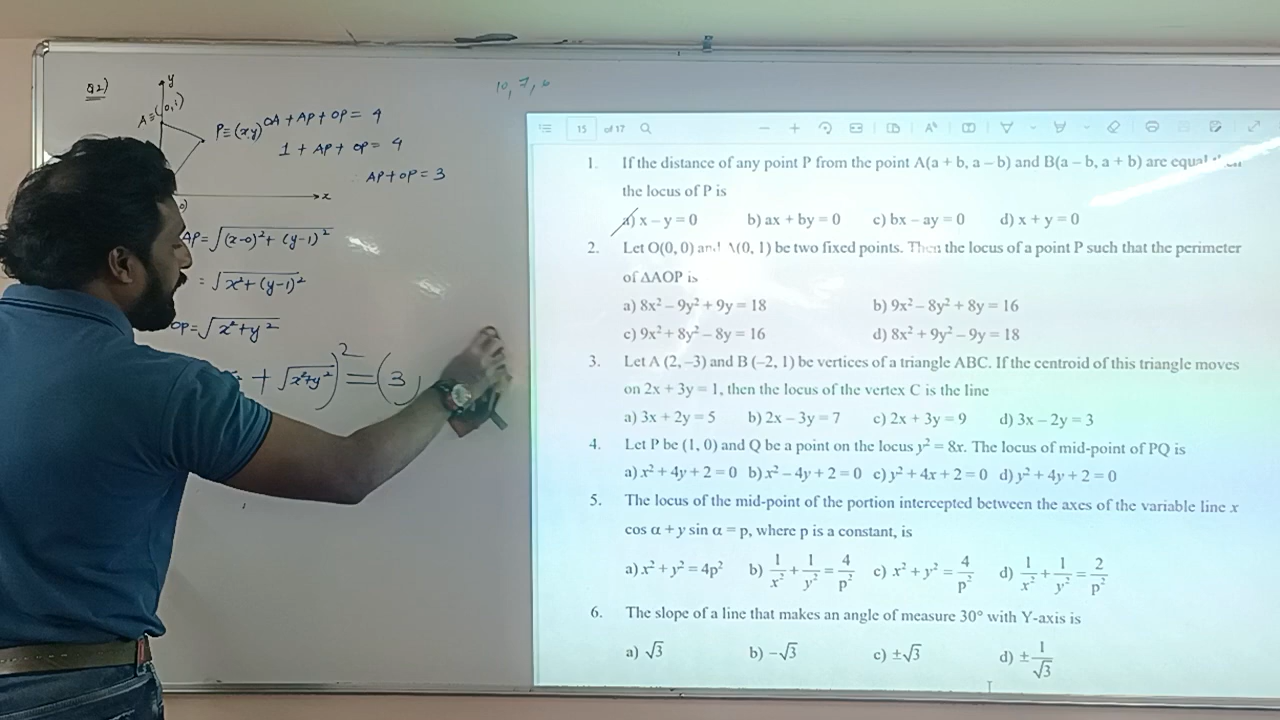 Q2)
y
A≡(0,1)
P≡(x,y)
OA + AP + OP = 4
1 + AP + OP = 4
AP + OP = 3
x
AP = √(x-0)² + (y-1)²
= √x² + (y-1)²
OP = √x² + y²
+ √x²+y²)² = (3
10, 7,
15 of 17
1. If the distance of any point P from the point A(a + b, a – b) and B(a – b, a + b) are equal
the locus of P is
a) x – y = 0 b) ax + by = 0 c) bx – ay = 0 d) x + y = 0
2. Let O(0, 0) and A(0, 1) be two fixed points. Then the locus of a point P such that the perimeter
of ΔAOP is
a) 8x² – 9y² + 9y = 18 b) 9x² – 8y² + 8y = 16
c) 9x² + 8y² – 8y = 16 d) 8x² + 9y² – 9y = 18
3. Let A (2, –3) and B (–2, 1) be vertices of a triangle ABC. If the centroid of this triangle moves
on 2x + 3y = 1, then the locus of the vertex C is the line
a) 3x + 2y = 5 b) 2x – 3y = 7 c) 2x + 3y = 9 d) 3x – 2y = 3
4. Let P be (1, 0) and Q be a point on the locus y² = 8x. The locus of mid-point of PQ is
a) x² + 4y + 2 = 0 b) x² – 4y + 2 = 0 c) y² + 4x + 2 = 0 d) y² + 4y + 2 = 0
5. The locus of the mid-point of the portion intercepted between the axes of the variable line x
cos α + y sin α = p, where p is a constant, is
a) x² + y² = 4p² b) 1/x² + 1/y² = 4/p² c) x² + y² = 4/p² d) 1/x² + 1/y² = 2/p²
6. The slope of a line that makes an angle of measure 30° with Y-axis is
a) √3 b) –√3 c) ±√3 d) ± 1/√3